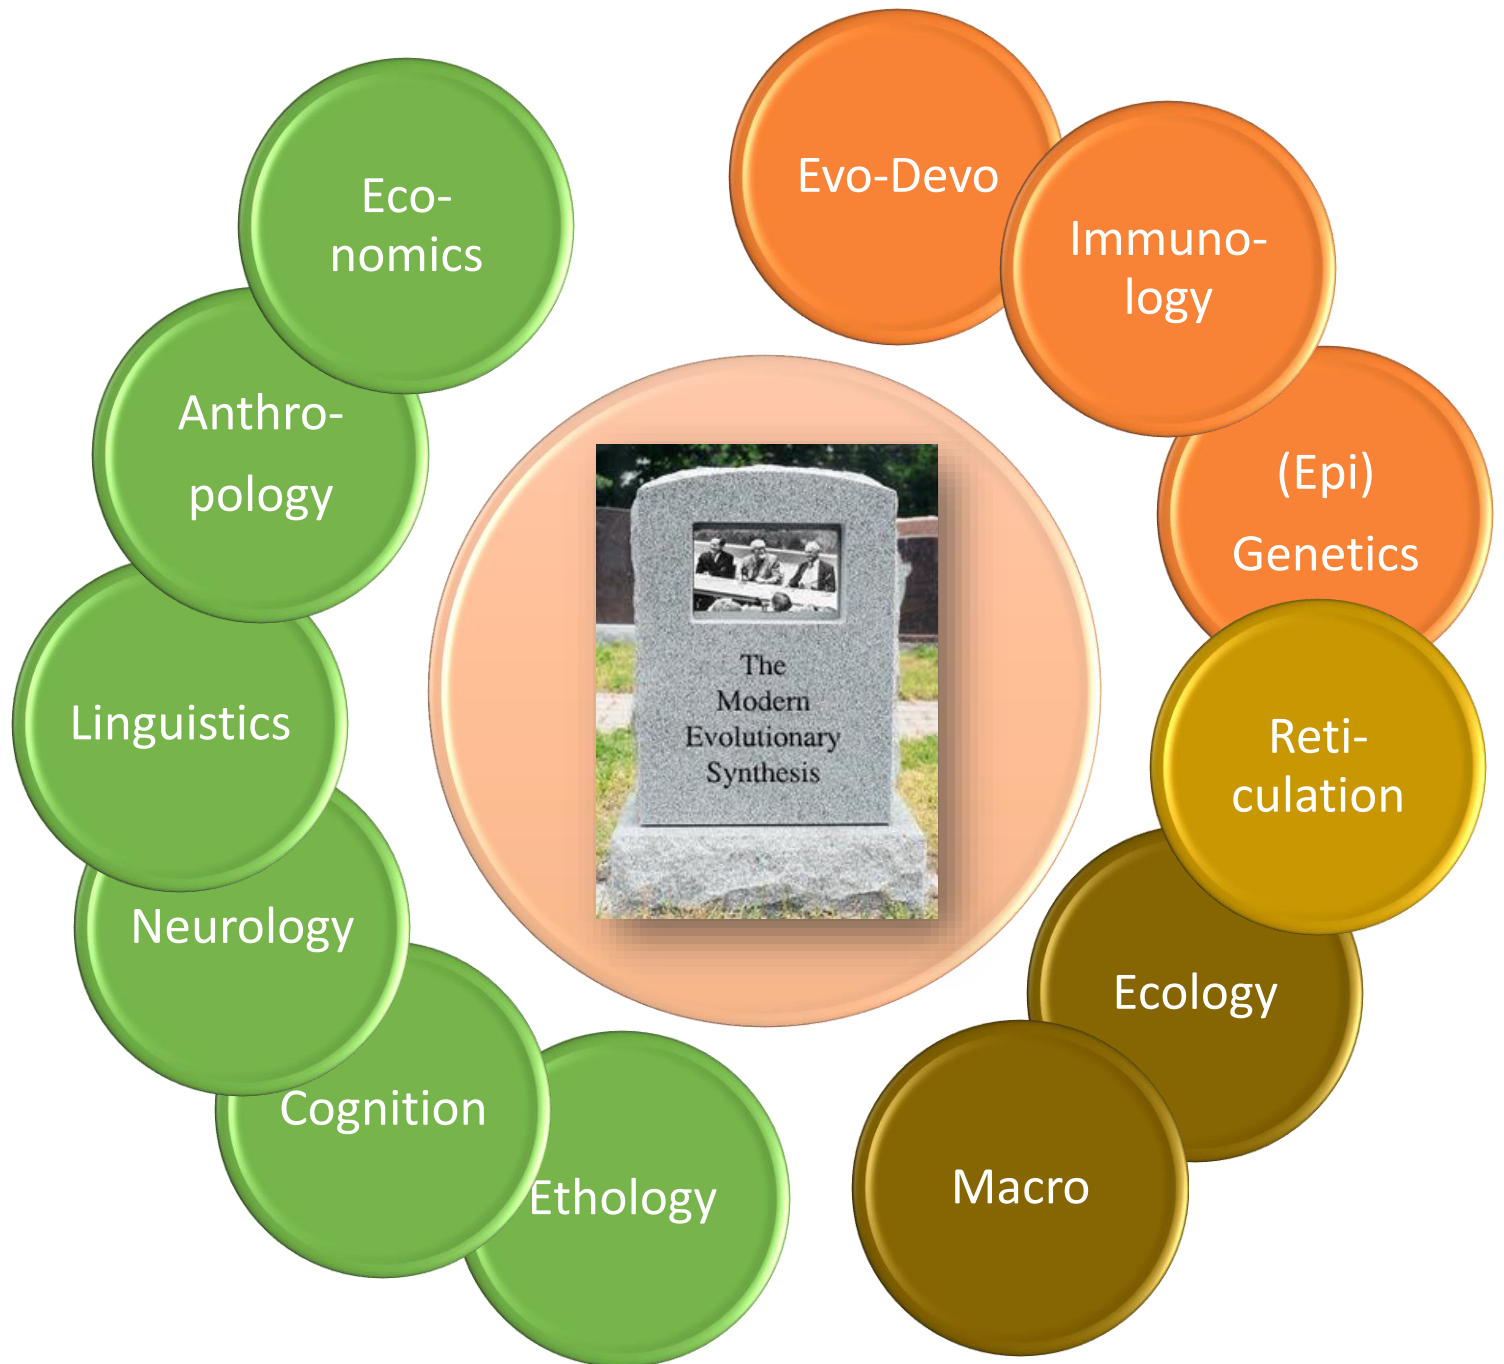 Eco-
nomics
Anthro-
pology
Linguistics
Neurology
Cognition
Ethology
The
Modern
Evolutionary
Synthesis
Evo-Devo
Immuno-
logy
(Epi)
Genetics
Reti-
culation
Ecology
Macro